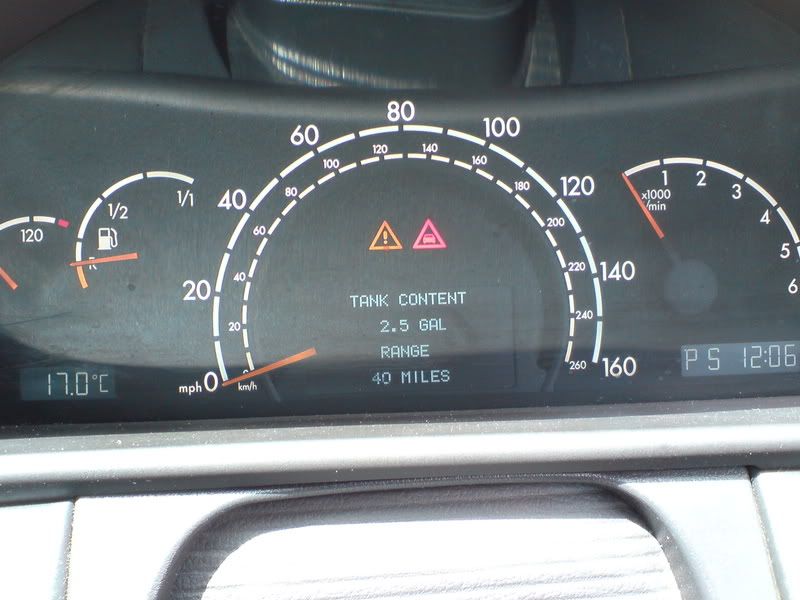 120
1/2
1/1
R
17.0°C
mph
0
20
40
60
80
100
120
140
160
km/h
0
20
40
60
80
100
120
140
160
180
200
220
240
260
TANK CONTENT
2.5 GAL
RANGE
40 MILES
1
2
3
4
5
6
x1000
/min
P S 12:06